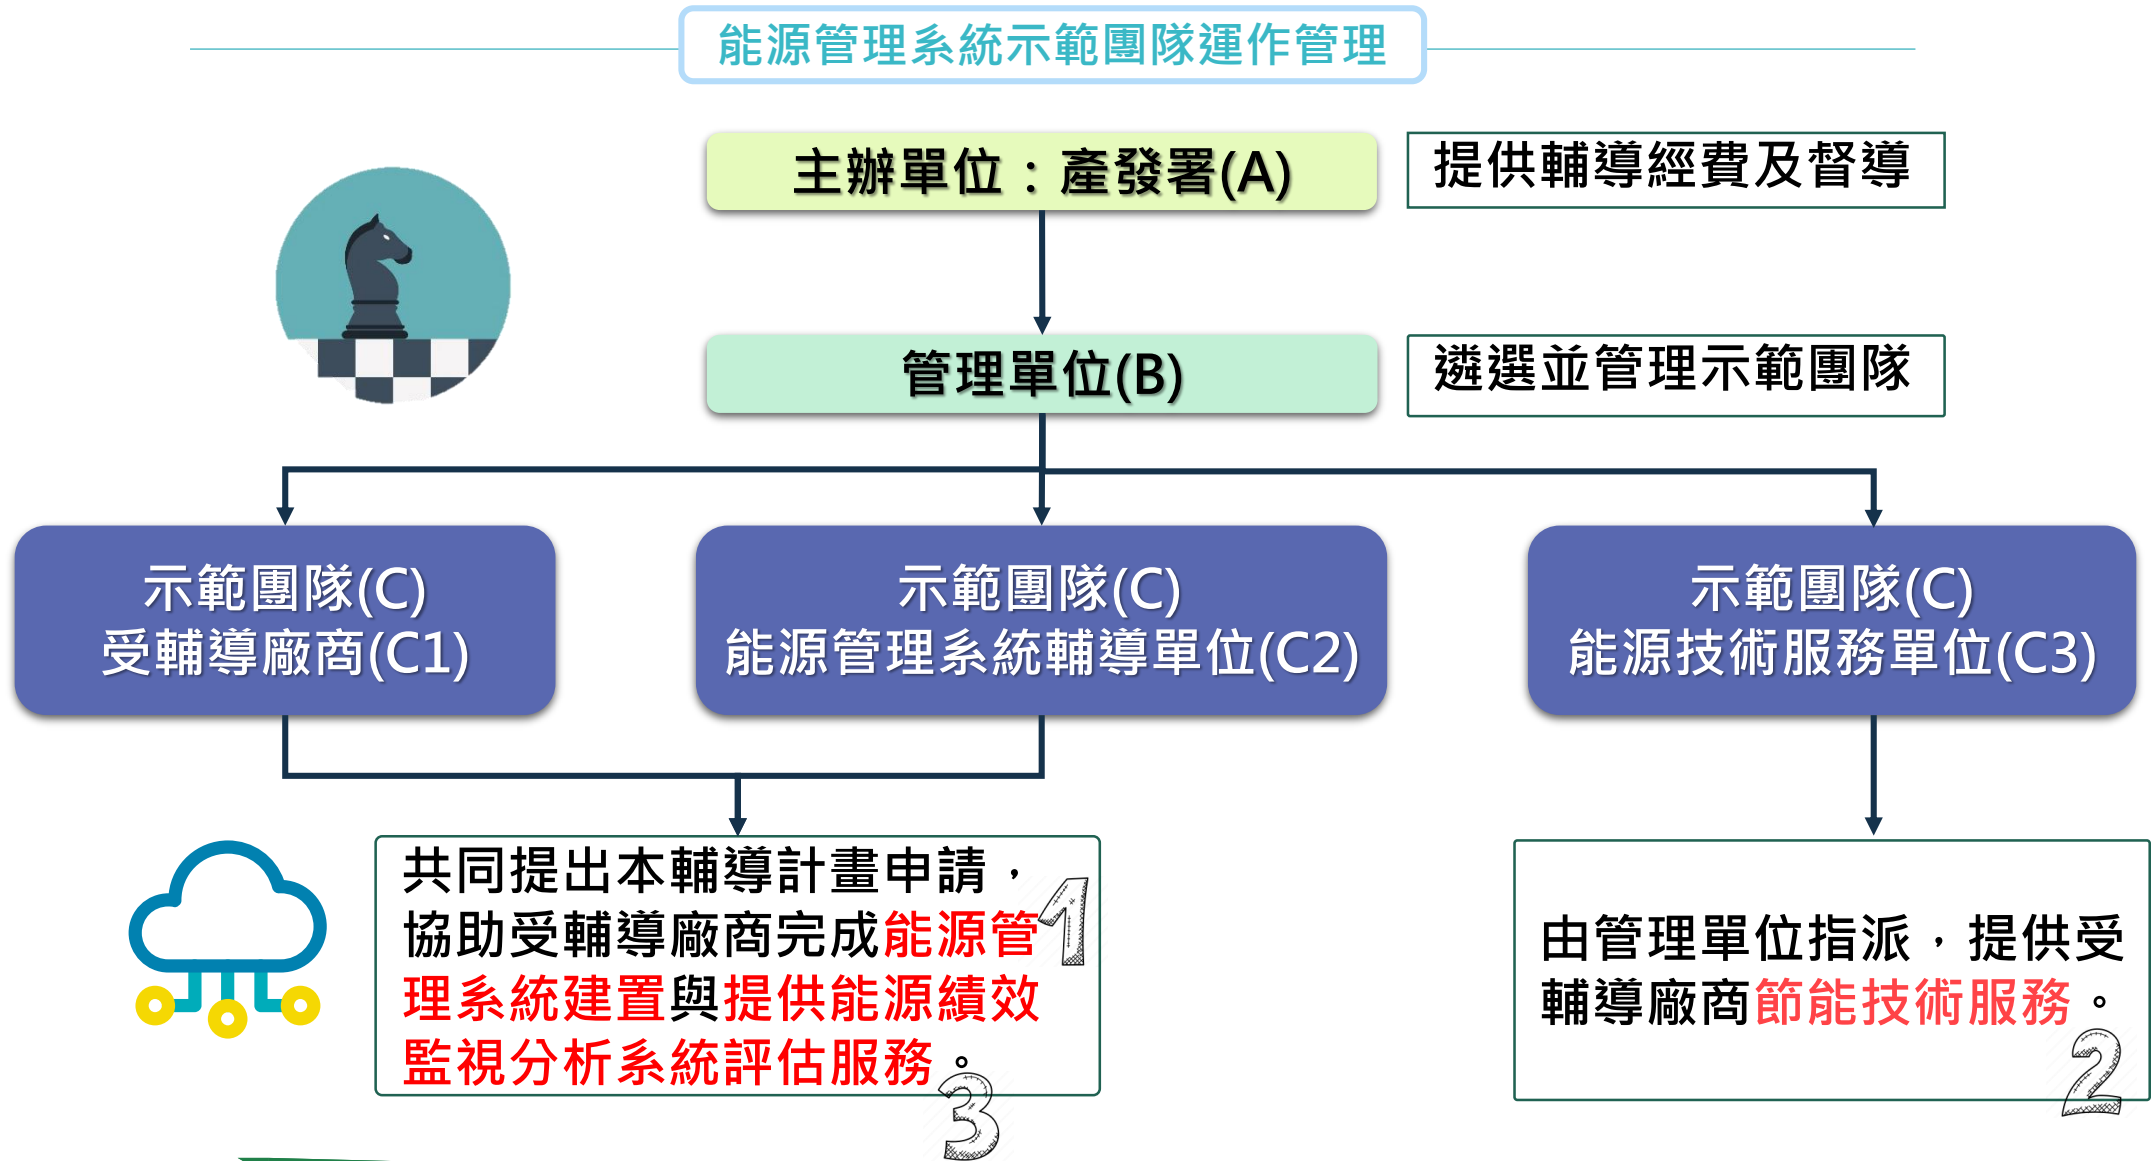 能源管理系統示範團隊運作管理
主辦單位：產發署(A)
提供輔導經費及督導
管理單位(B)
遴選並管理示範團隊
示範團隊(C)
受輔導廠商(C1)
示範團隊(C)
能源管理系統輔導單位(C2)
示範團隊(C)
能源技術服務單位(C3)
共同提出本輔導計畫申請，
協助受輔導廠商完成能源管
理系統建置與提供能源績效
監視分析系統評估服務。
1
3
由管理單位指派，提供受
輔導廠商節能技術服務。
2